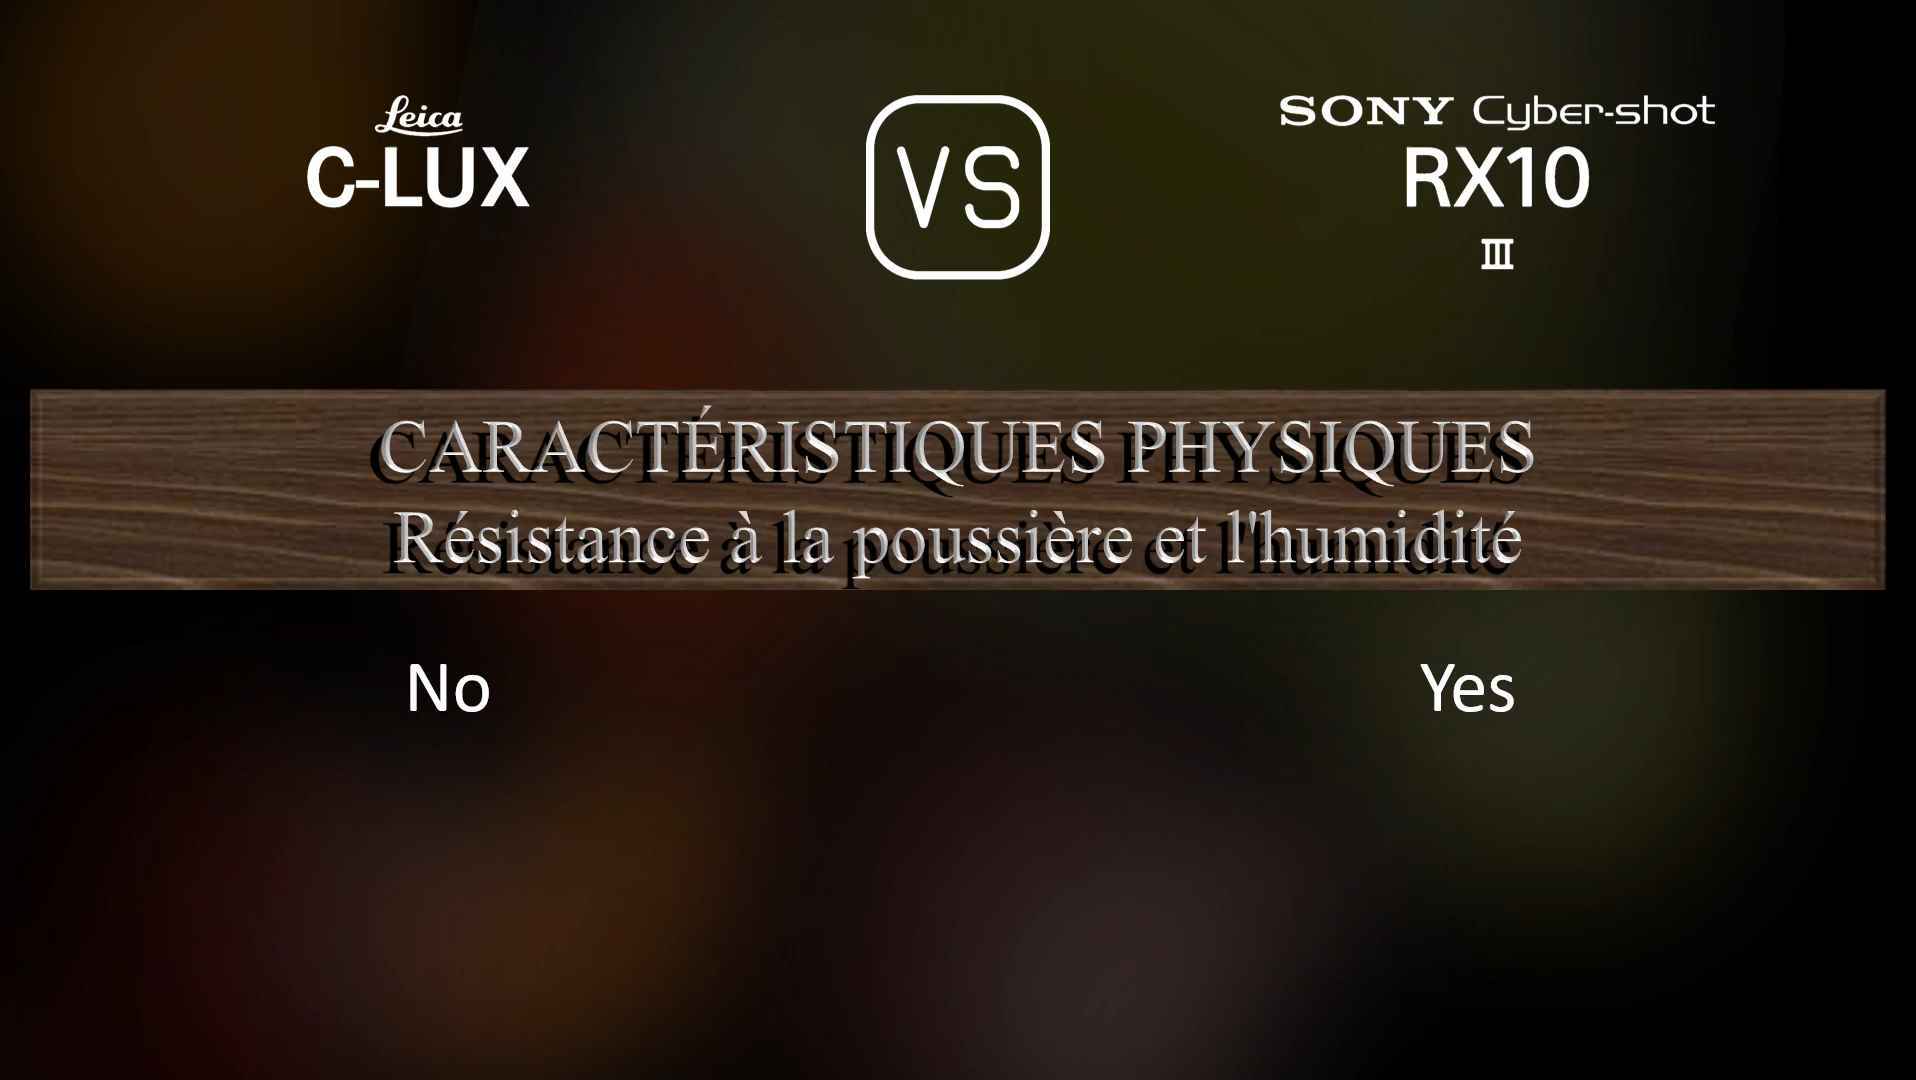 Leica
C-LUX
VS
SONY Cyber-shot
RX10
III
CARACTÉRISTIQUES PHYSIQUES
Résistance à la poussière et l'humidité
No
Yes